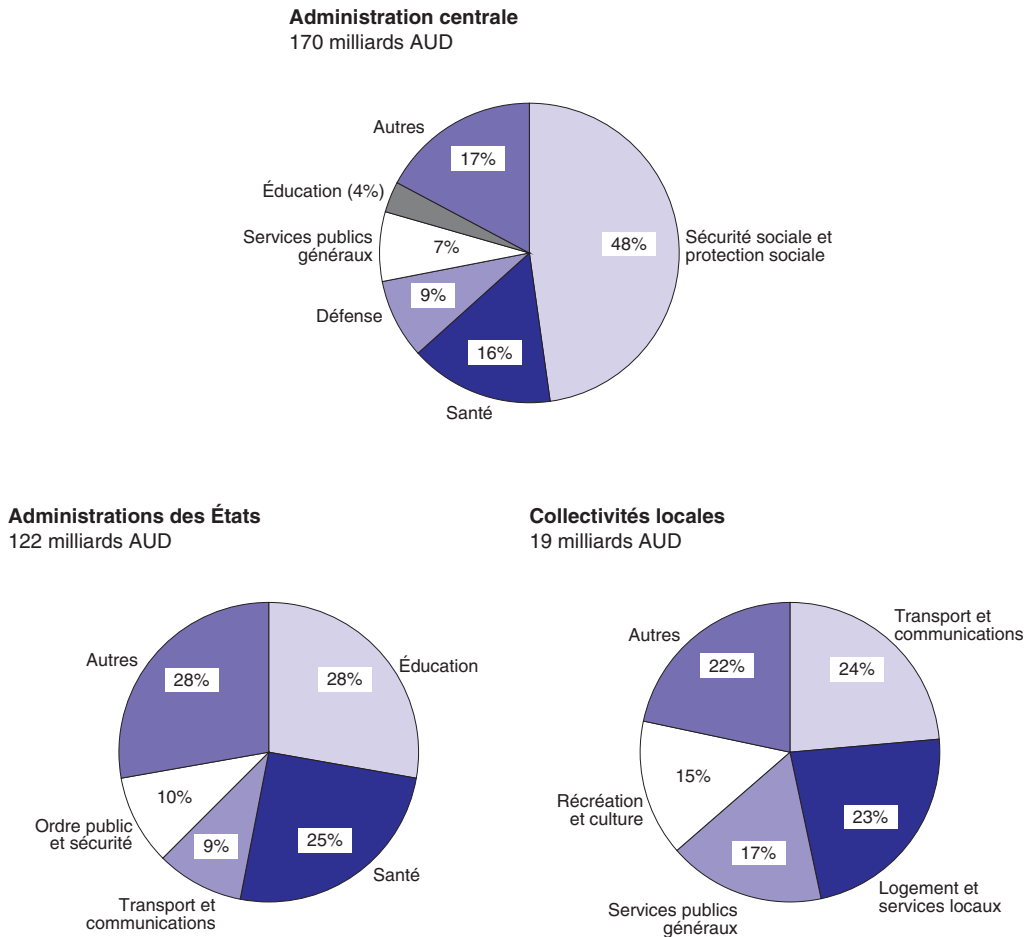 Administration centrale
170 milliards AUD
Autres
17%
Éducation (4%)
Services publics
généraux
7%
48%
Sécurité sociale et
protection sociale
9%
Défense
16%
Santé
Administrations des États
122 milliards AUD
Autres
28%
28%
Éducation
10%
Ordre public
et sécurité
9%
25%
Santé
Transport et
communications
Collectivités locales
19 milliards AUD
Transport et
communications
Autres
22%
24%
15%
Récréation
et culture
23%
17%
Logement et
services locaux
Services publics
généraux